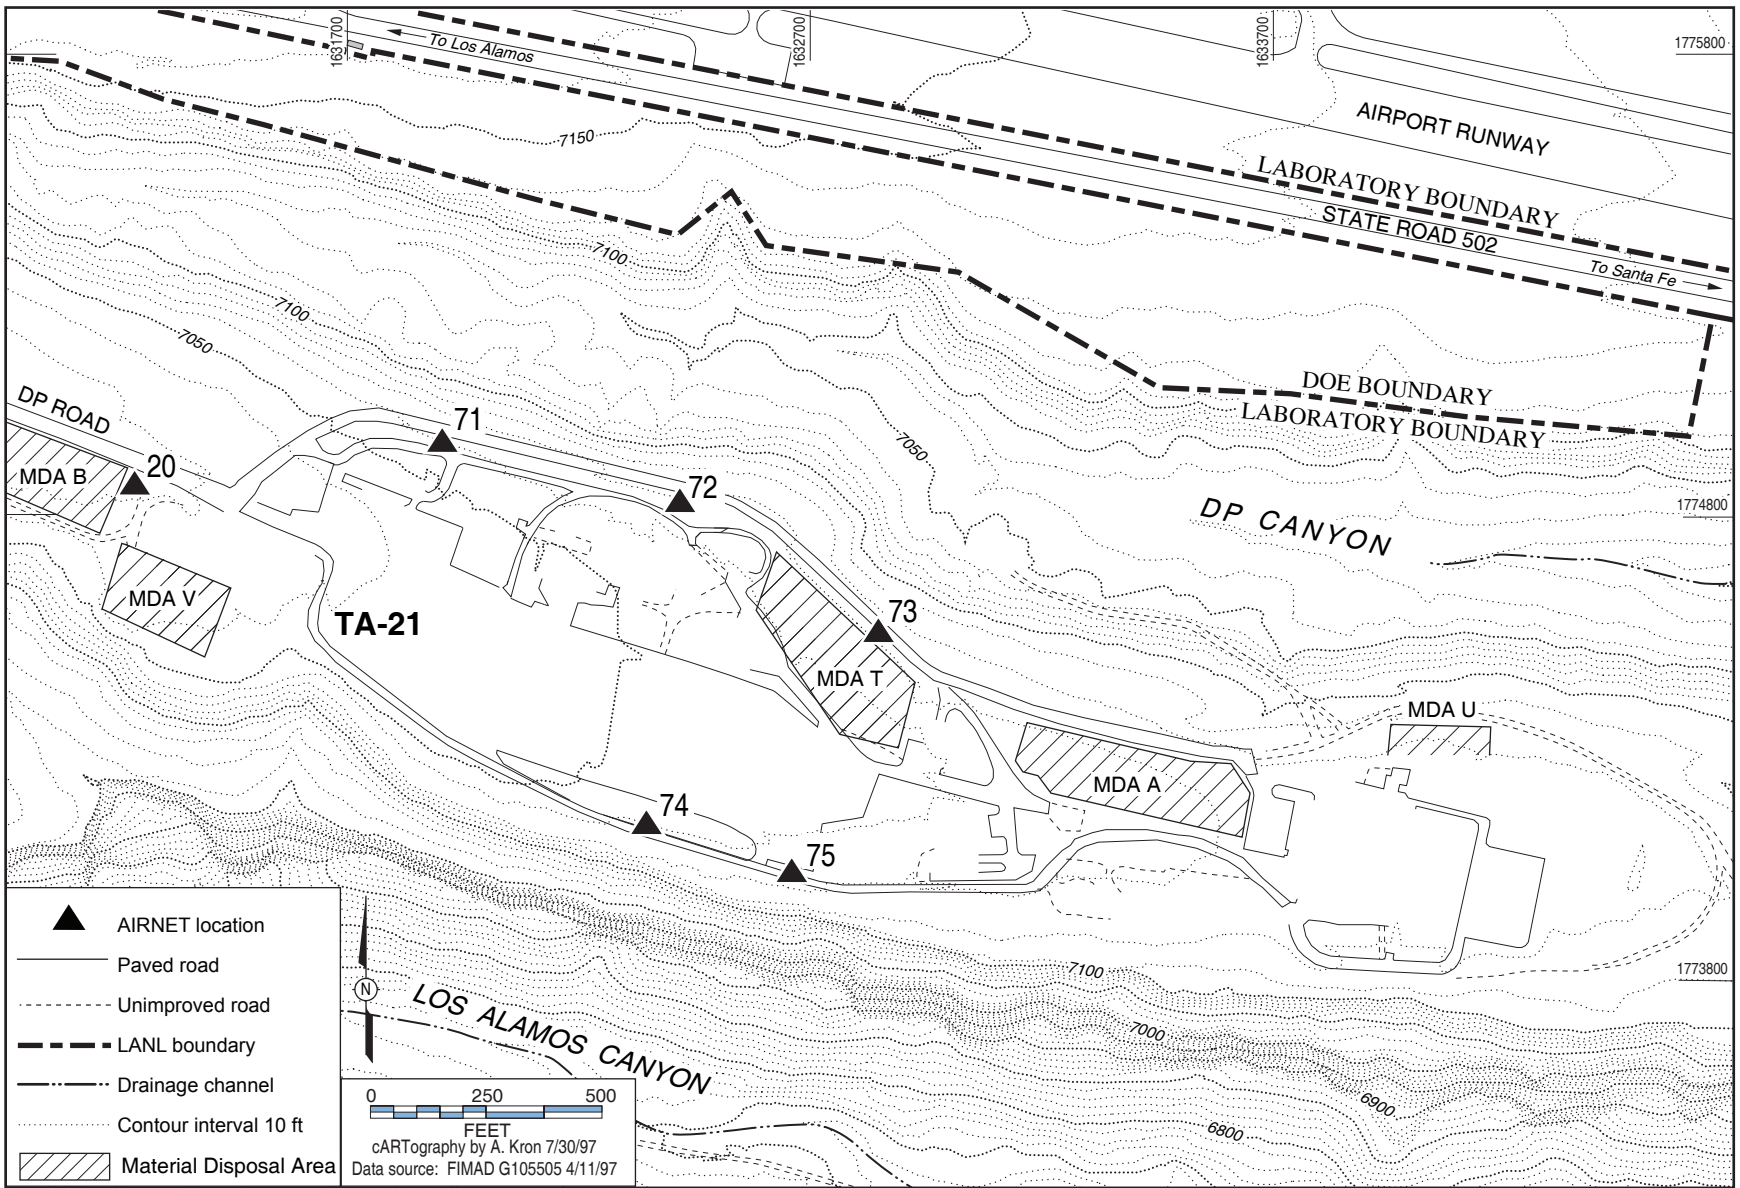 1631700
1632700
1633700
1775800
To Los Alamos
AIRPORT RUNWAY
7150
LABORATORY BOUNDARY
STATE ROAD 502
To Santa Fe
7100
7100
7050
DOE BOUNDARY
LABORATORY BOUNDARY
DP ROAD
71
7050
MDA B
20
72
DP CANYON
1774800
MDA V
TA-21
73
MDA T
MDA U
MDA A
74
75
7100
1773800
7000
6900
6800
LOS ALAMOS CANYON
N
AIRNET location
Paved road
Unimproved road
LANL boundary
Drainage channel
Contour interval 10 ft
Material Disposal Area
0 250 500
FEET
cARTography by A. Kron 7/30/97
Data source: FIMAD G105505 4/11/97